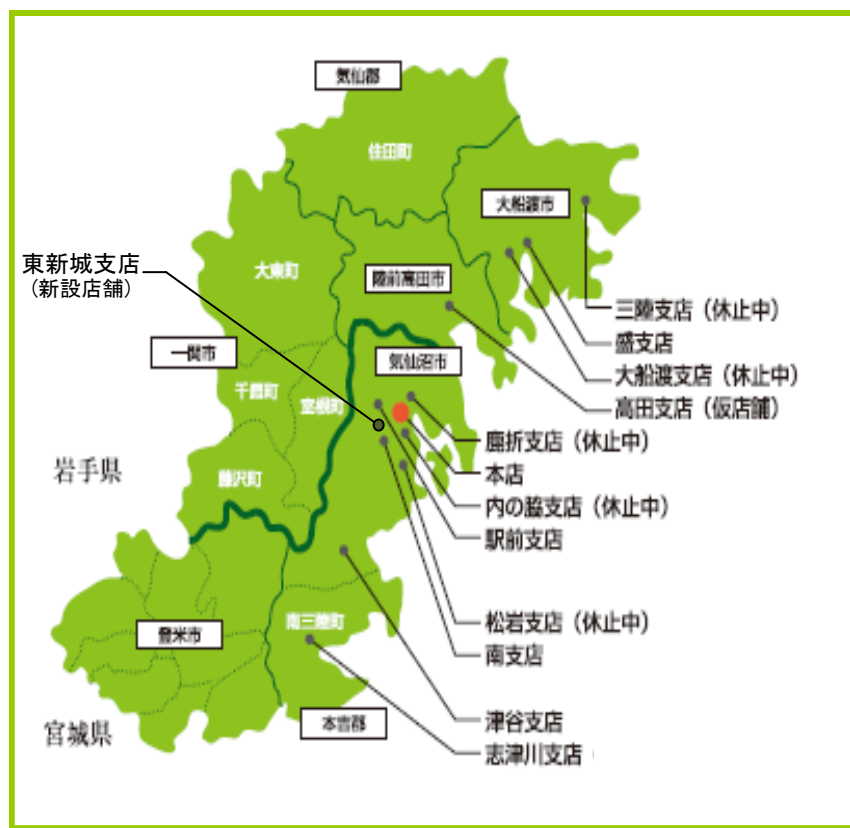 気仙郡
住田町
大船渡市
東新城支店
（新設店舗）
大東町
陸前高田市
三陸支店（休止中）
盛支店
大船渡支店（休止中）
高田支店（仮店舗）
一関市
気仙沼市
千厩町
室根町
鹿折支店（休止中）
本店
内の脇支店（休止中）
駅前支店
岩手県
藤沢町
松岩支店（休止中）
南支店
登米市
南三陸町
津谷支店
志津川支店
本吉郡
宮城県